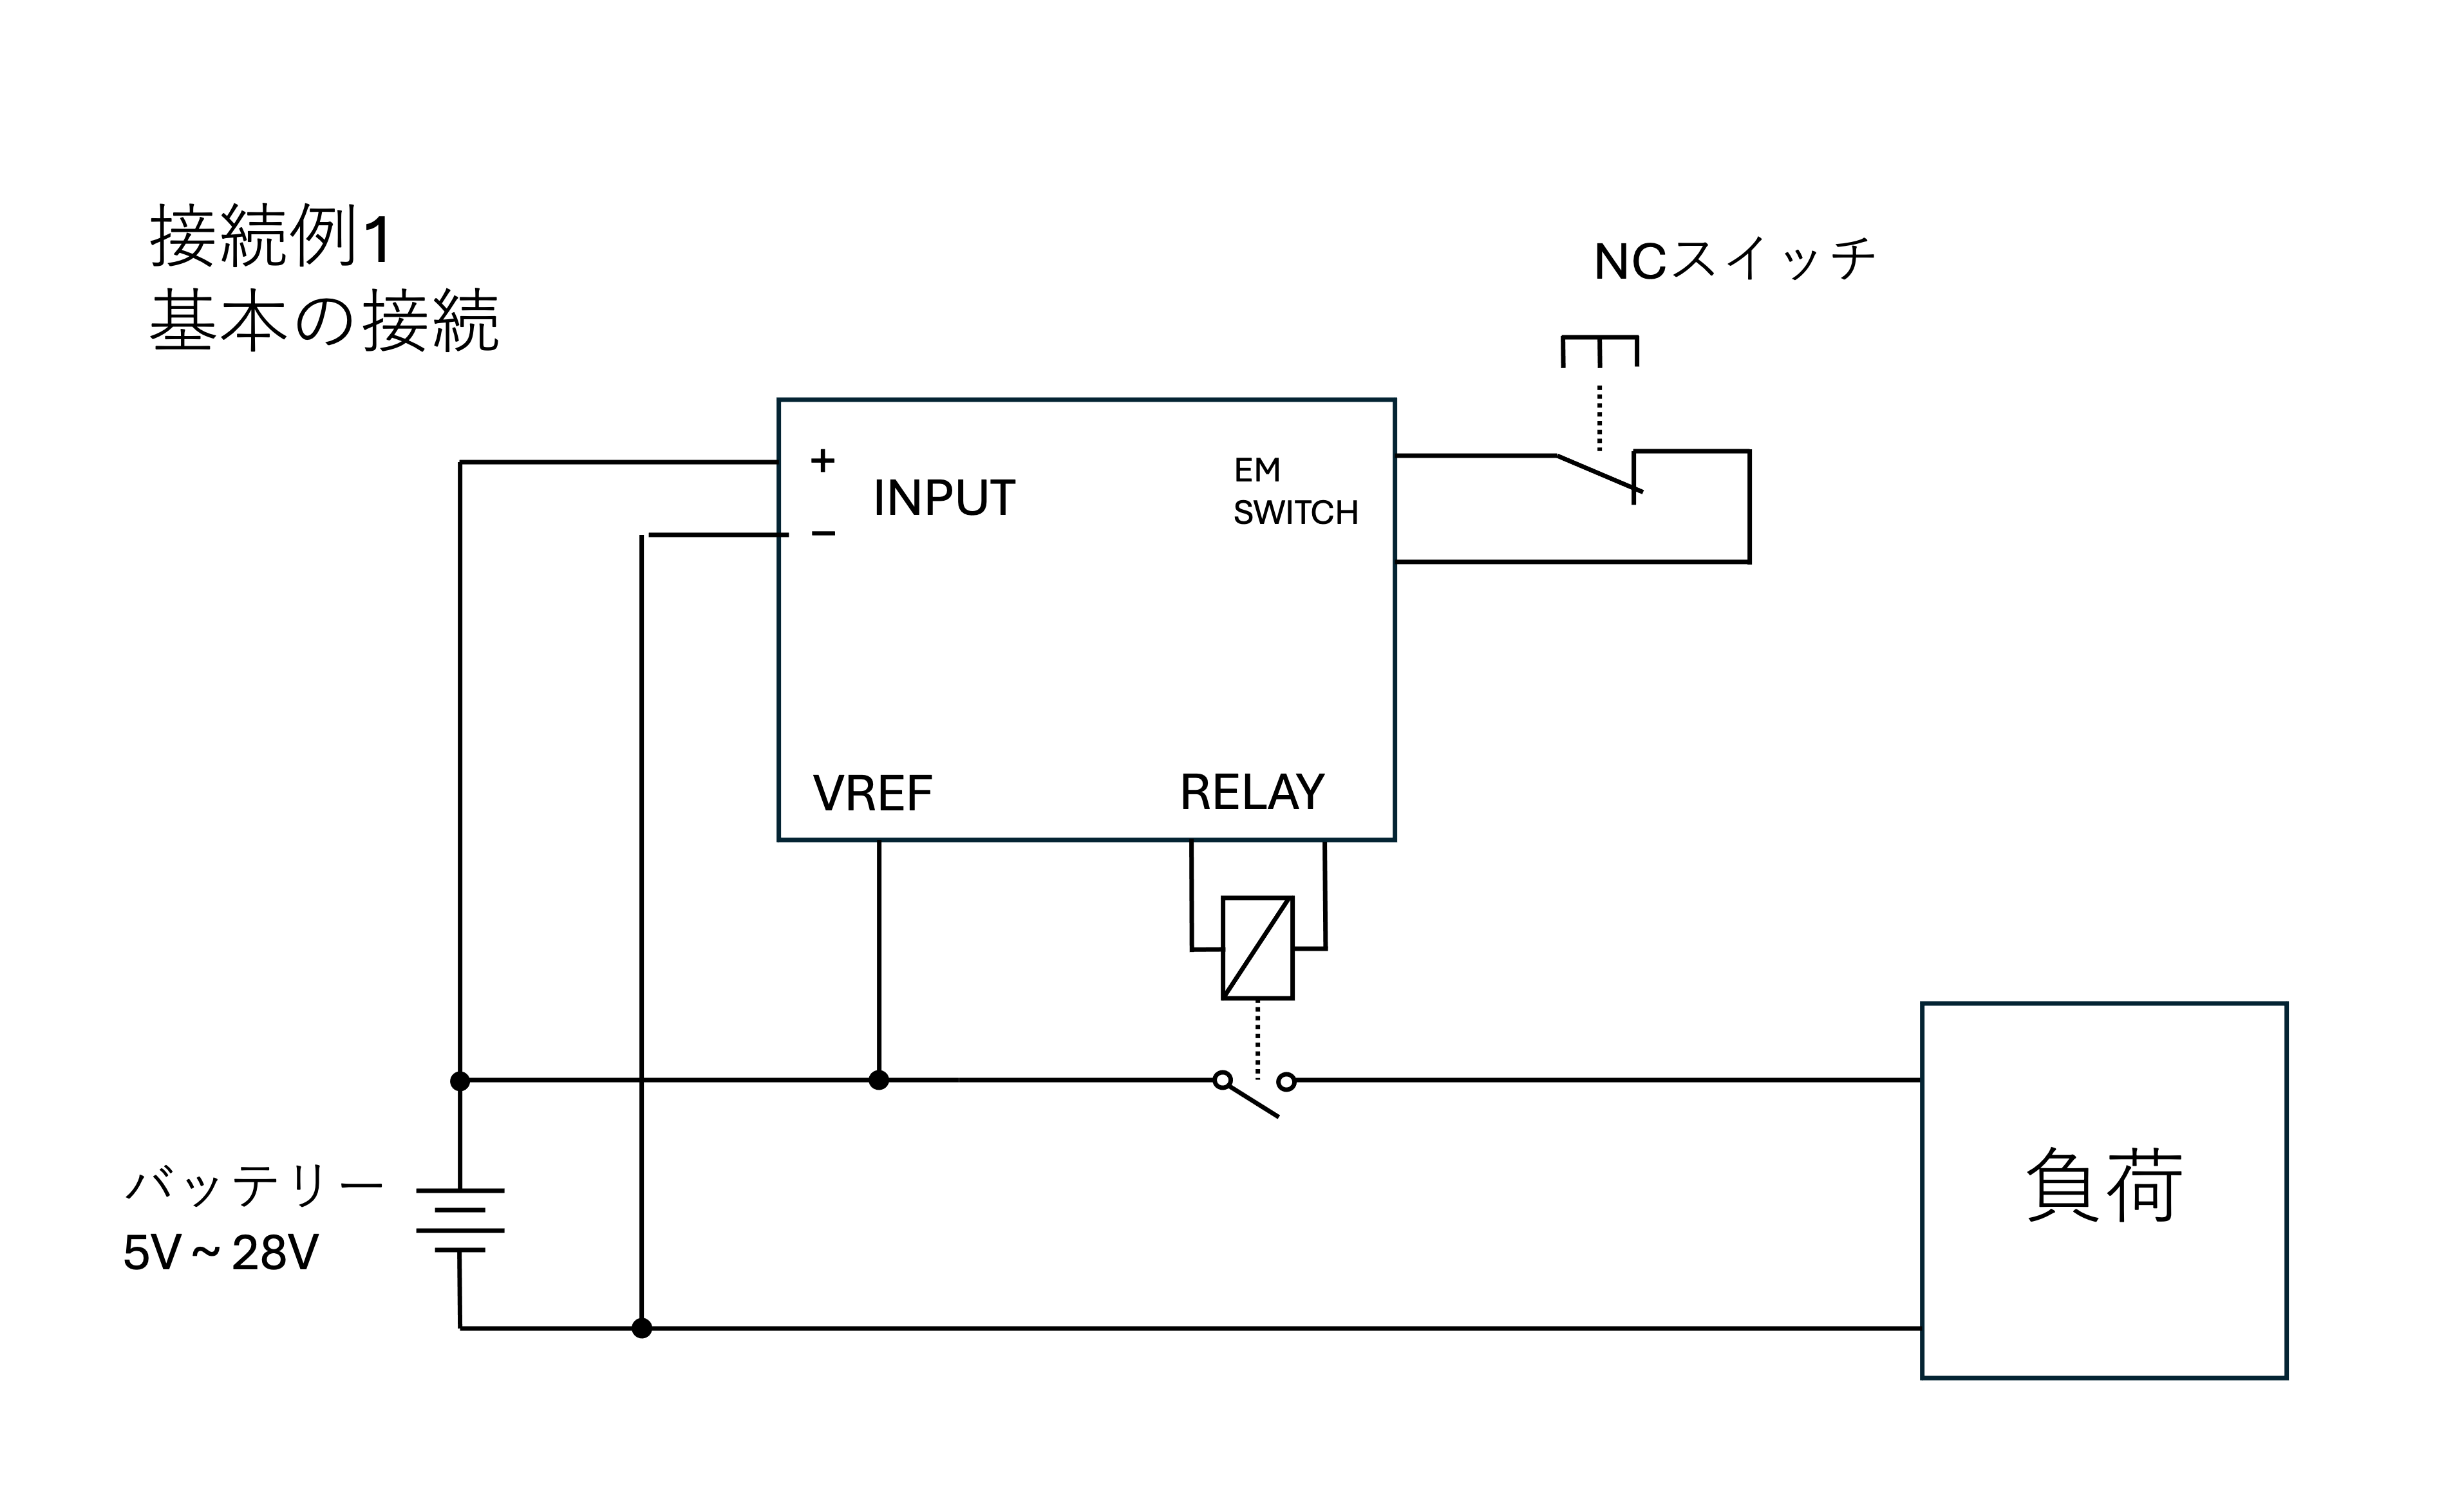 接続例1
基本の接続
NCスイッチ
+
INPUT
−
EM
SWITCH
VREF
RELAY
バッテリー
5V ~ 28V
負荷